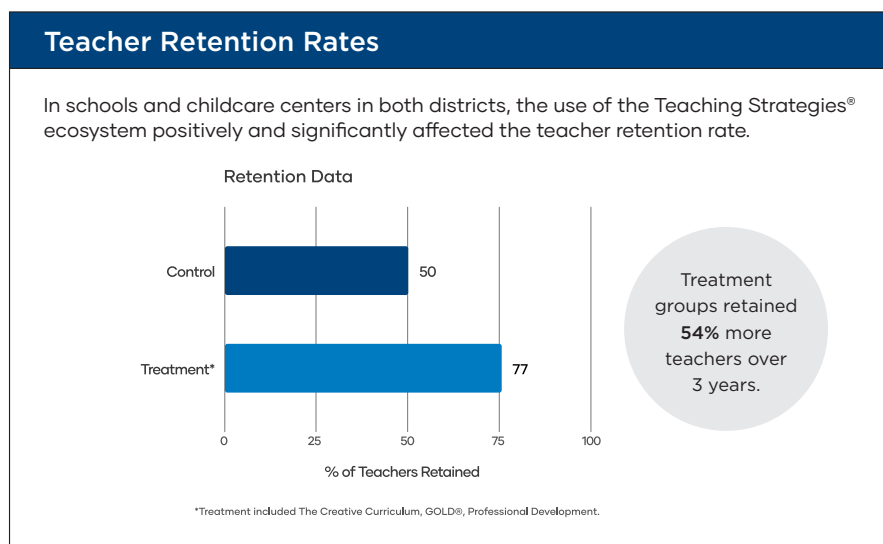 Teacher Retention Rates
In schools and childcare centers in both districts, the use of the Teaching Strategies®
ecosystem positively and significantly affected the teacher retention rate.
Retention Data
Control
50
Treatment*
77
0 25 50 75 100
% of Teachers Retained
*Treatment included The Creative Curriculum, GOLD®, Professional Development.
Treatment
groups retained
54% more
teachers over
3 years.